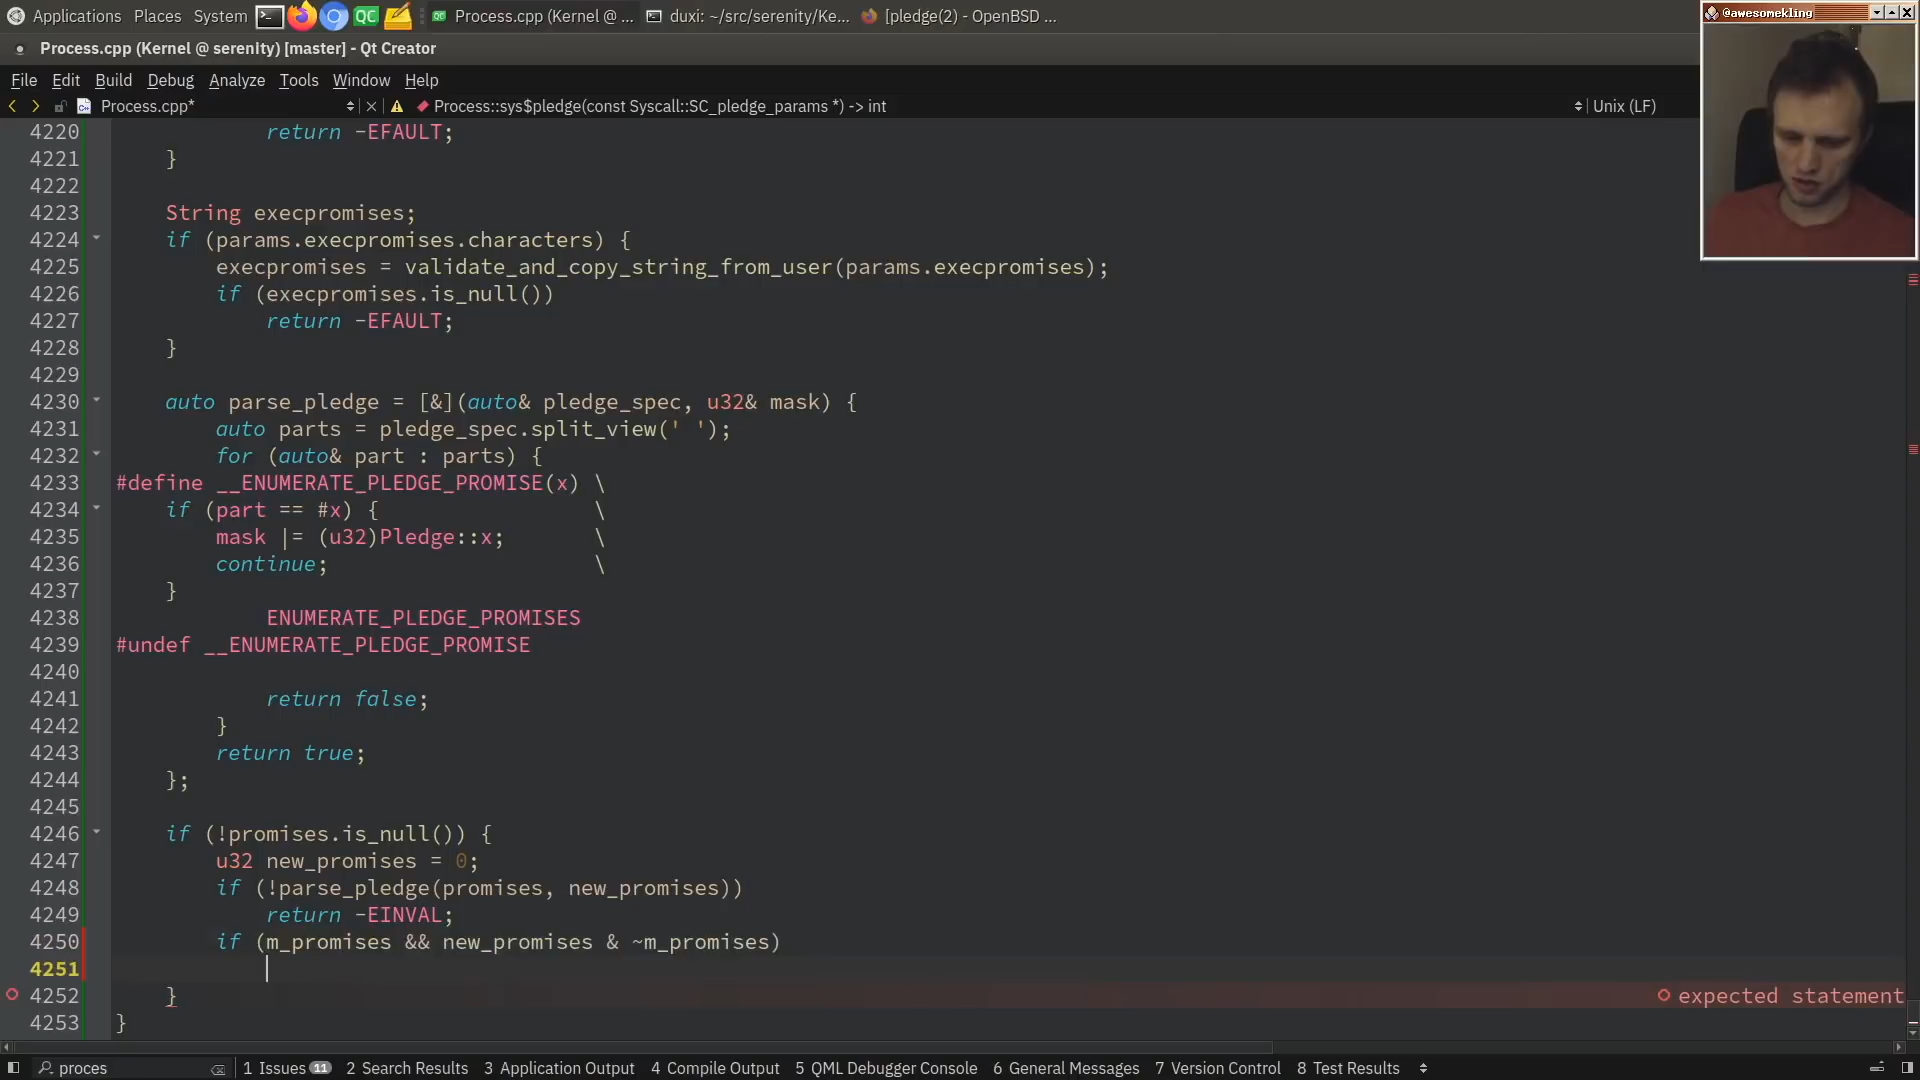 Applications Places System QC Process.cpp (Kernel @ ... duxi: ~/src/serenity/Ke... [pledge(2) - OpenBSD ...
@awesomekling
Process.cpp (Kernel @ serenity) [master] - Qt Creator
File Edit Build Debug Analyze Tools Window Help
Process.cpp* Process::sys$pledge(const Syscall::SC_pledge_params *) -> int Unix (LF)
4220 return -EFAULT;
4221 }
4222
4223 String execpromises;
4224 if (params.execpromises.characters) {
4225 execpromises = validate_and_copy_string_from_user(params.execpromises);
4226 if (execpromises.is_null())
4227 return -EFAULT;
4228 }
4229
4230 auto parse_pledge = [&](auto& pledge_spec, u32& mask) {
4231 auto parts = pledge_spec.split_view(' ');
4232 for (auto& part : parts) {
4233 #define __ENUMERATE_PLEDGE_PROMISE(x) \
4234 if (part == #x) { \
4235 mask |= (u32)Pledge::x; \
4236 continue; \
4237 }
4238 ENUMERATE_PLEDGE_PROMISES
4239 #undef __ENUMERATE_PLEDGE_PROMISE
4240
4241 return false;
4242 }
4243 return true;
4244 };
4245
4246 if (!promises.is_null()) {
4247 u32 new_promises = 0;
4248 if (!parse_pledge(promises, new_promises))
4249 return -EINVAL;
4250 if (m_promises && new_promises & ~m_promises)
4251
4252 } expected statement
4253 }
proces 1 Issues 11 2 Search Results 3 Application Output 4 Compile Output 5 QML Debugger Console 6 General Messages 7 Version Control 8 Test Results